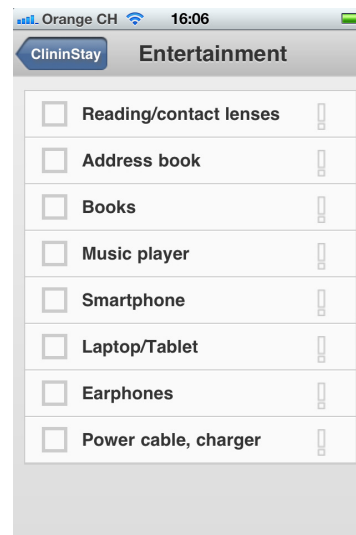 Orange CH 16:06
ClininStay Entertainment
Reading/contact lenses
Address book
Books
Music player
Smartphone
Laptop/Tablet
Earphones
Power cable, charger